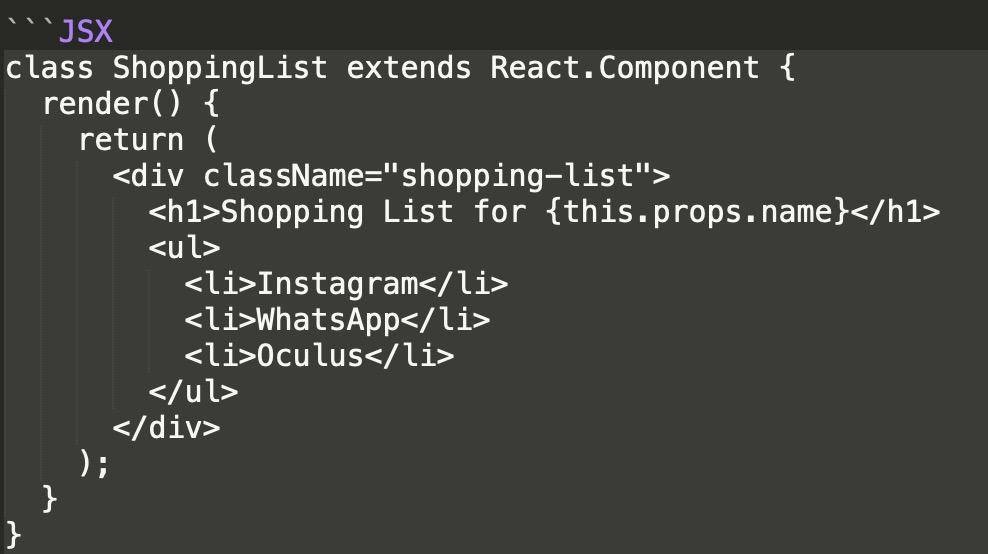 ```JSX
class ShoppingList extends React.Component {
  render() {
    return (
      <div className="shopping-list">
        <h1>Shopping List for {this.props.name}</h1>
        <ul>
          <li>Instagram</li>
          <li>WhatsApp</li>
          <li>Oculus</li>
        </ul>
      </div>
    );
  }
}